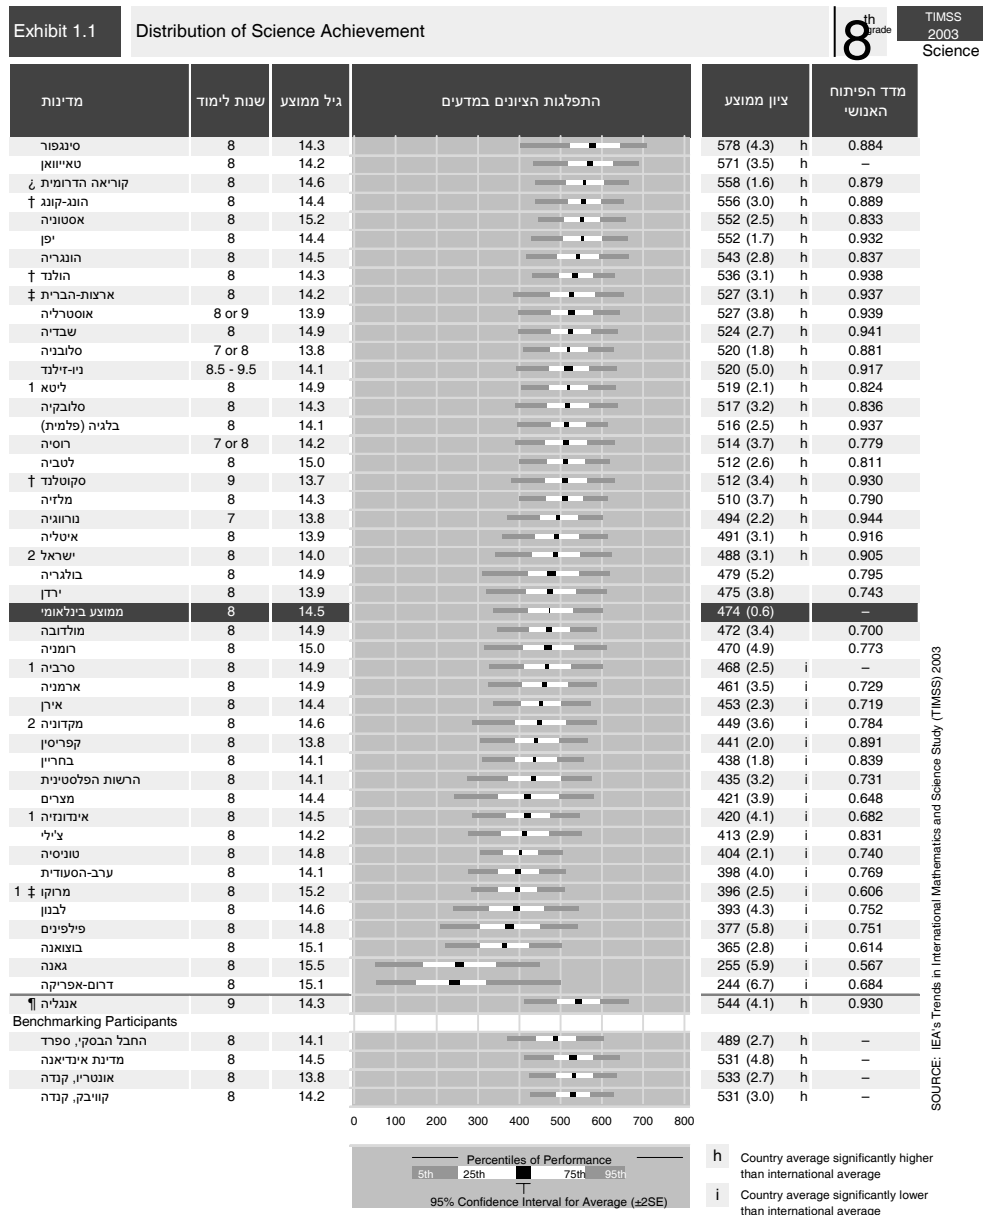 Exhibit 1.1 Distribution of Science Achievement 8th grade TIMSS 2003 Science
מדינות שנות לימוד גיל ממוצע התפלגות הציונים במדעים ציון ממוצע מדד הפיתוח האנושי
סינגפור 8 14.3 578 (4.3) h 0.884
טאייוואן 8 14.2 571 (3.5) h –
¿ קוריאה הדרומית 8 14.6 558 (1.6) h 0.879
† הונג-קונג 8 14.4 556 (3.0) h 0.889
אסטוניה 8 15.2 552 (2.5) h 0.833
יפן 8 14.4 552 (1.7) h 0.932
הונגריה 8 14.5 543 (2.8) h 0.837
† הולנד 8 14.3 536 (3.1) h 0.938
‡ ארצות-הברית 8 14.2 527 (3.1) h 0.937
אוסטרליה 8 or 9 13.9 527 (3.8) h 0.939
שבדיה 8 14.9 524 (2.7) h 0.941
סלובניה 7 or 8 13.8 520 (1.8) h 0.881
ניו-זילנד 8.5 - 9.5 14.1 520 (5.0) h 0.917
1 ליטא 8 14.9 519 (2.1) h 0.824
סלובקיה 8 14.3 517 (3.2) h 0.836
בלגיה (פלמית) 8 14.1 516 (2.5) h 0.937
רוסיה 7 or 8 14.2 514 (3.7) h 0.779
לטביה 8 15.0 512 (2.6) h 0.811
† סקוטלנד 9 13.7 512 (3.4) h 0.930
מלזיה 8 14.3 510 (3.7) h 0.790
נורווגיה 7 13.8 494 (2.2) h 0.944
איטליה 8 13.9 491 (3.1) h 0.916
2 ישראל 8 14.0 488 (3.1) h 0.905
בולגריה 8 14.9 479 (5.2) 0.795
ירדן 8 13.9 475 (3.8) 0.743
ממוצע בינלאומי 8 14.5 474 (0.6) –
מולדובה 8 14.9 472 (3.4) 0.700
רומניה 8 15.0 470 (4.9) 0.773
1 סרביה 8 14.9 468 (2.5) i –
ארמניה 8 14.9 461 (3.5) i 0.729
אירן 8 14.4 453 (2.3) i 0.719
2 מקדוניה 8 14.6 449 (3.6) i 0.784
קפריסין 8 13.8 441 (2.0) i 0.891
בחריין 8 14.1 438 (1.8) i 0.839
הרשות הפלסטינית 8 14.1 435 (3.2) i 0.731
מצרים 8 14.4 421 (3.9) i 0.648
1 אינדונזיה 8 14.5 420 (4.1) i 0.682
צ'ילי 8 14.2 413 (2.9) i 0.831
טוניסיה 8 14.8 404 (2.1) i 0.740
ערב-הסעודית 8 14.1 398 (4.0) i 0.769
1 ‡ מרוקו 8 15.2 396 (2.5) i 0.606
לבנון 8 14.6 393 (4.3) i 0.752
פילפינים 8 14.8 377 (5.8) i 0.751
בוצואנה 8 15.1 365 (2.8) i 0.614
גאנה 8 15.5 255 (5.9) i 0.567
דרום-אפריקה 8 15.1 244 (6.7) i 0.684
¶ אנגליה 9 14.3 544 (4.1) h 0.930
Benchmarking Participants
החבל הבסקי, ספרד 8 14.1 489 (2.7) h –
מדינת אינדיאנה 8 14.5 531 (4.8) h –
אונטריו, קנדה 8 13.8 533 (2.7) h –
קוויבק, קנדה 8 14.2 531 (3.0) h –
0 100 200 300 400 500 600 700 800
Percentiles of Performance
5th 25th 75th 95th
95% Confidence Interval for Average (±2SE)
h Country average significantly higher
than international average
i Country average significantly lower
than international average
SOURCE: IEA's Trends in International Mathematics and Science Study (TIMSS) 2003